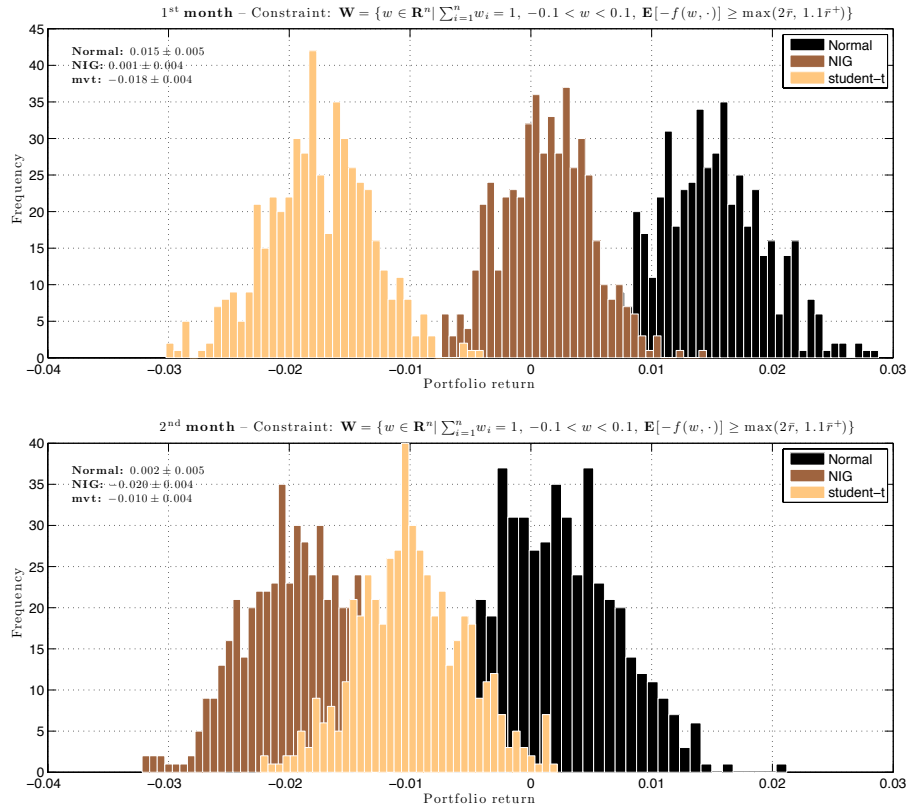 1st month – Constraint: W = {w ∈ R^n| ∑_{i=1}^n w_i = 1, −0.1 < w < 0.1, E[−f(w, ·)] ≥ max(2r̄, 1.1r̄⁺)}
45
40
35
30
25
20
15
10
5
0
Frequency
Normal: 0.015 ± 0.005
NIG: 0.001 ± 0.004
mvt: −0.018 ± 0.004
Normal
NIG
student−t
−0.04 −0.03 −0.02 −0.01 0 0.01 0.02 0.03
Portfolio return
2nd month – Constraint: W = {w ∈ R^n| ∑_{i=1}^n w_i = 1, −0.1 < w < 0.1, E[−f(w, ·)] ≥ max(2r̄, 1.1r̄⁺)}
40
35
30
25
20
15
10
5
0
Frequency
Normal: 0.002 ± 0.005
NIG: −0.020 ± 0.004
mvt: −0.010 ± 0.004
Normal
NIG
student−t
−0.04 −0.03 −0.02 −0.01 0 0.01 0.02 0.03
Portfolio return